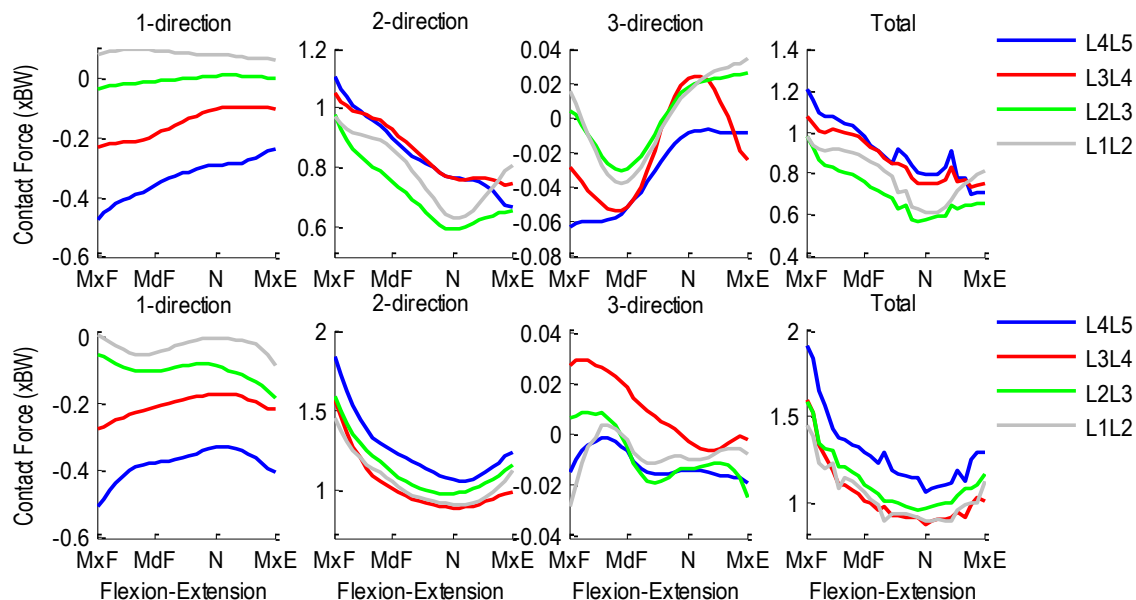 1-direction 2-direction 3-direction Total
Contact Force (xBW)
0
-0.2
-0.4
-0.6
MxF MdF N MxE
1.2
1
0.8
0.6
MxF MdF N MxE
0.04
0.02
0
-0.02
-0.04
-0.06
-0.08
MxF MdF N MxE
1.4
1.2
1
0.8
0.6
0.4
MxF MdF N MxE
L4L5
L3L4
L2L3
L1L2
1-direction 2-direction 3-direction Total
Contact Force (xBW)
0
-0.2
-0.4
-0.6
MxF MdF N MxE
Flexion-Extension
2
1.5
1
MxF MdF N MxE
0.04
0.02
0
-0.02
-0.04
MxF MdF N MxE
Flexion-Extension
2
1.5
1
MxF MdF N MxE
Flexion-Extension
Flexion-Extension
L4L5
L3L4
L2L3
L1L2